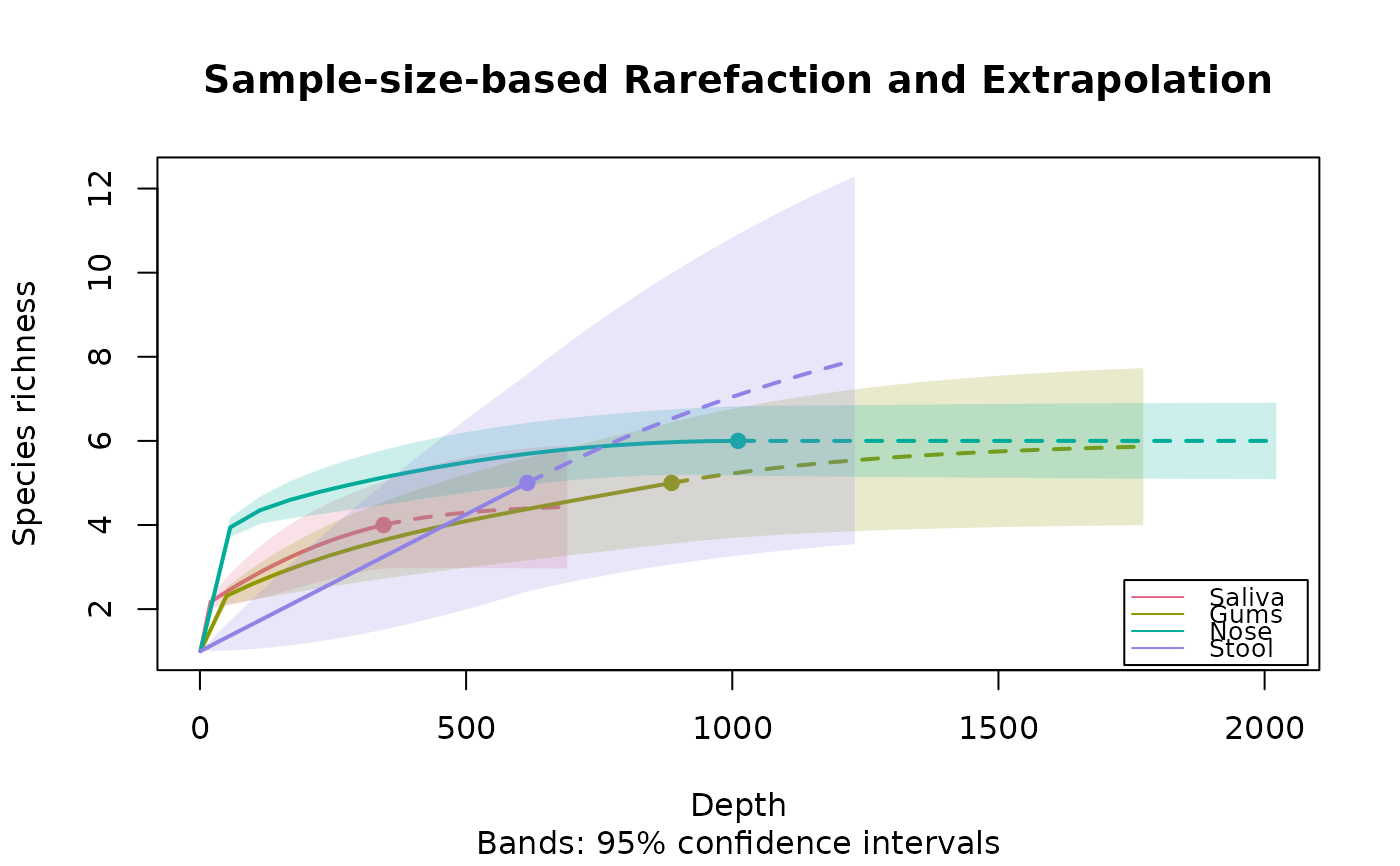 Sample-size-based Rarefaction and Extrapolation
Species richness
12
10
8
6
4
2
Saliva
Gums
Nose
Stool
0 500 1000 1500 2000
Depth
Bands: 95% confidence intervals